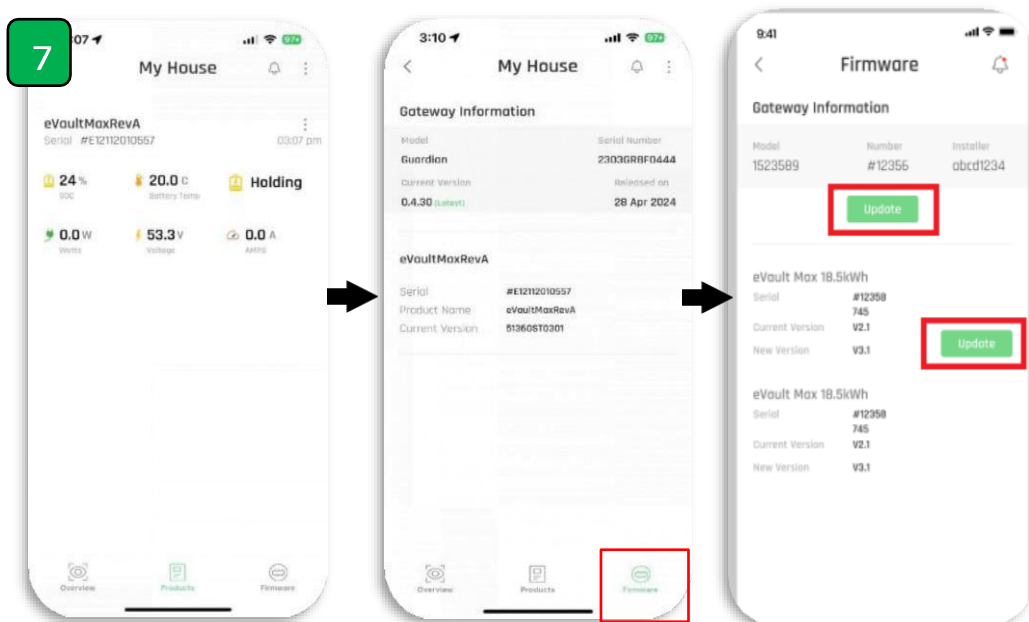 7
:07
97
My House
eVaultMaxRevA
Serial #E12112010557
03:07 pm
24 %
SOC
20.0 C
Battery Temp
Holding
0.0 W
Watts
53.3 V
Voltage
0.0 A
AMPS
Overview
Products
Firmware
3:10
97
My House
Gateway Information
Model
Serial Number
Guardian
2303GRBF0444
Current Version
Released on
0.4.30 (Latest)
28 Apr 2024
eVaultMaxRevA
Serial #E12112010557
Product Name eVaultMaxRevA
Current Version 51360ST0301
Overview
Products
Firmware
9:41
Firmware
Gateway Information
Model Number Installer
1523589 #12356 abcd1234
Update
eVault Max 18.5kWh
Serial #12358
745
Current Version V2.1
New Version V3.1
Update
eVault Max 18.5kWh
Serial #12358
745
Current Version V2.1
New Version V3.1